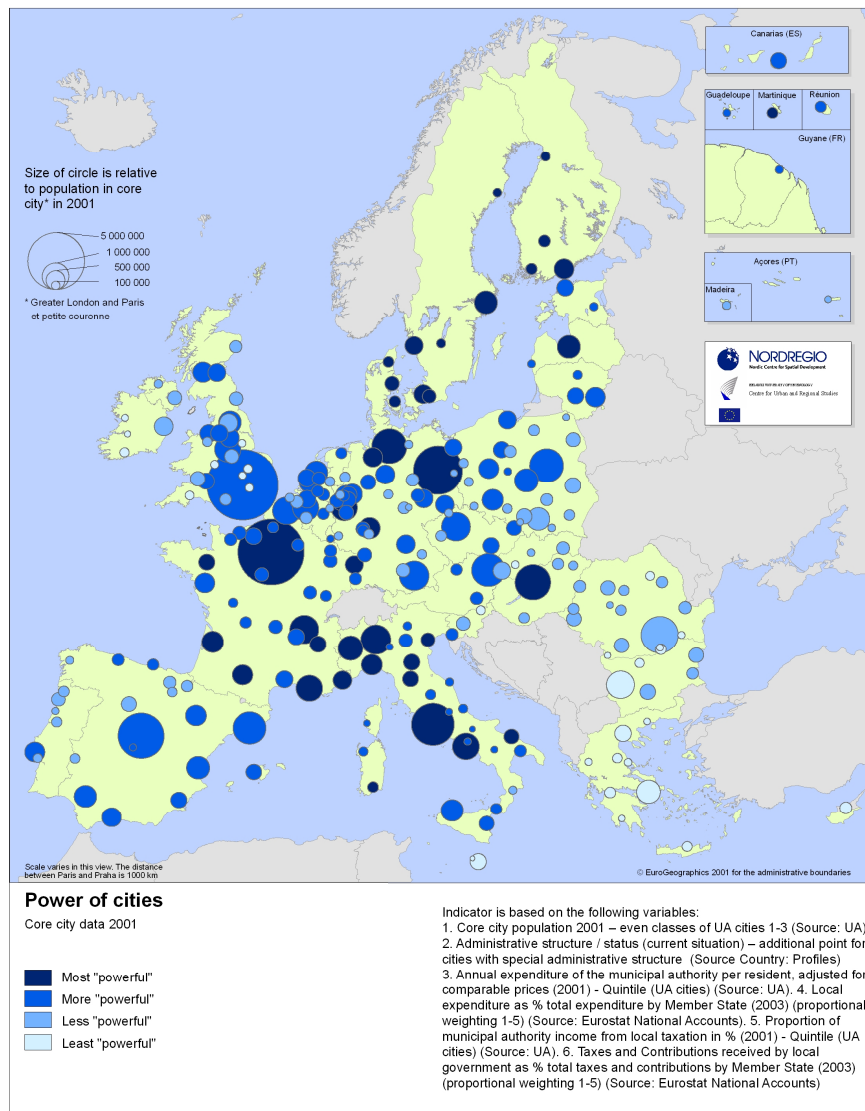 Canarias (ES)
Guadeloupe
Martinique
Réunion
Guyane (FR)
Size of circle is relative
to population in core
city* in 2001
5 000 000
1 000 000
500 000
100 000
* Greater London and Paris
et petite couronne
Açores (PT)
Madeira
NORDREGIO
Nordic Centre for Spatial Development
Centre for Urban and Regional Studies
Scale varies in this view. The distance
between Paris and Praha is 1000 km
© EuroGeographics 2001 for the administrative boundaries
Power of cities
Core city data 2001
Most "powerful"
More "powerful"
Less "powerful"
Least "powerful"
Indicator is based on the following variables:
1. Core city population 2001 – even classes of UA cities 1-3 (Source: UA)
2. Administrative structure / status (current situation) – additional point for
cities with special administrative structure (Source Country: Profiles)
3. Annual expenditure of the municipal authority per resident, adjusted for
comparable prices (2001) - Quintile (UA cities) (Source: UA). 4. Local
expenditure as % total expenditure by Member State (2003) (proportional
weighting 1-5) (Source: Eurostat National Accounts). 5. Proportion of
municipal authority income from local taxation in % (2001) - Quintile (UA
cities) (Source: UA). 6. Taxes and Contributions received by local
government as % total taxes and contributions by Member State (2003)
(proportional weighting 1-5) (Source: Eurostat National Accounts)